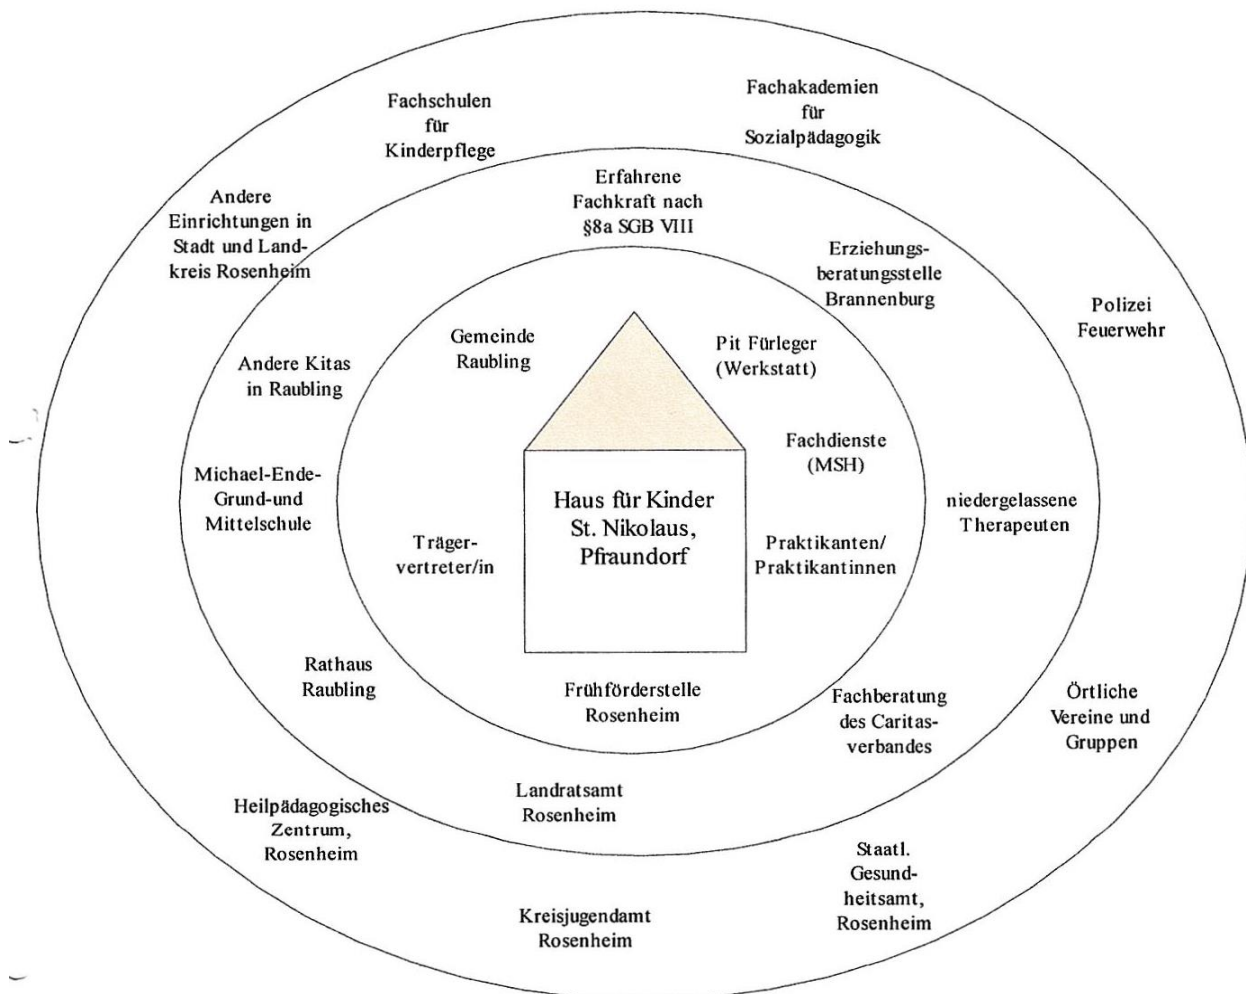 Fachschulen
für
Kinderpflege
Fachakademien
für
Sozialpädagogik
Andere
Einrichtungen in
Stadt und Land-
kreis Rosenheim
Erfahrene
Fachkraft nach
§8a SGB VIII
Erziehungs-
beratungsstelle
Brannenburg
Polizei
Feuerwehr
Gemeinde
Raubling
Pit Fürleger
(Werkstatt)
Andere Kitas
in Raubling
Fachdienste
(MSH)
Michael-Ende-
Grund-und
Mittelschule
Haus für Kinder
St. Nikolaus,
Pfraundorf
niedergelassene
Therapeuten
Träger-
vertreter/in
Praktikanten/
Praktikantinnen
Rathaus
Raubling
Frühförderstelle
Rosenheim
Fachberatung
des Caritas-
verbandes
Örtliche
Vereine und
Gruppen
Landratsamt
Rosenheim
Heilpädagogisches
Zentrum,
Rosenheim
Staatl.
Gesund-
heitsamt,
Rosenheim
Kreisjugendamt
Rosenheim